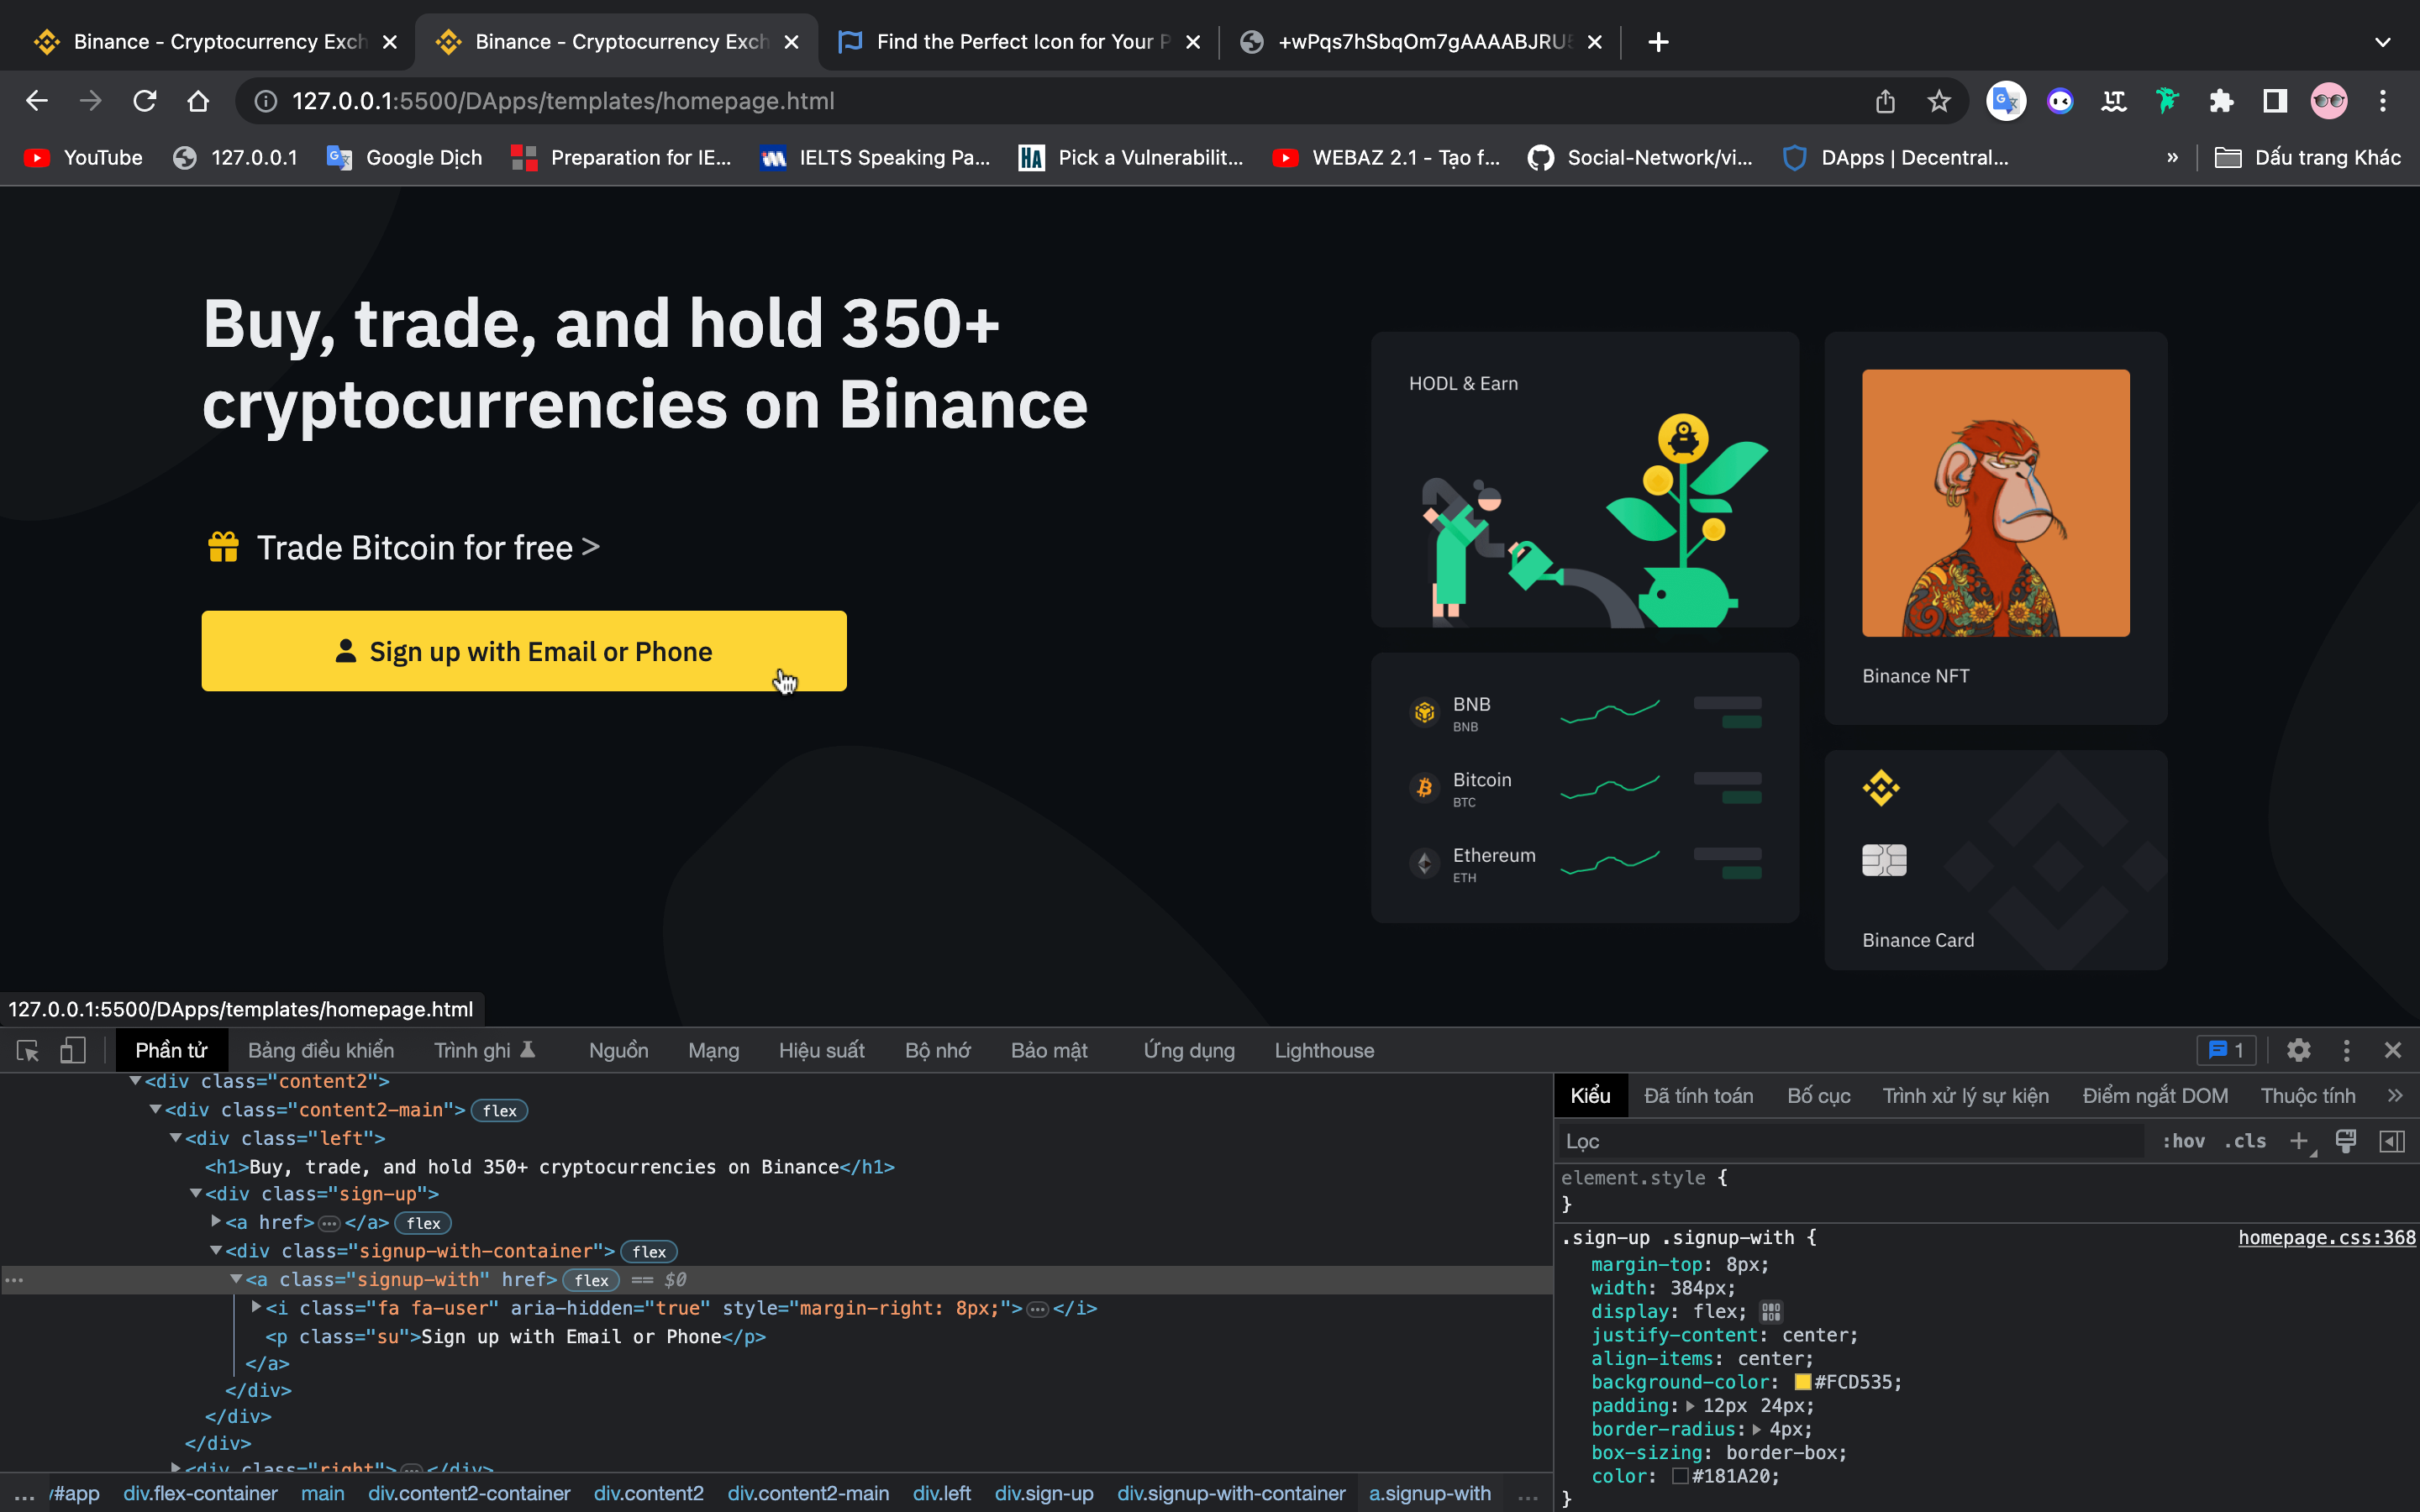 Binance - Cryptocurrency Exch
Binance - Cryptocurrency Exch
Find the Perfect Icon for Your P
+wPqs7hSbqOm7gAAAABJRU5
127.0.0.1:5500/DApps/templates/homepage.html
YouTube
127.0.0.1
Google Dịch
Preparation for IE...
IELTS Speaking Pa...
Pick a Vulnerabilit...
WEBAZ 2.1 - Tạo f...
Social-Network/vi...
DApps | Decentral...
»
Dấu trang Khác
Buy, trade, and hold 350+
cryptocurrencies on Binance
Trade Bitcoin for free >
Sign up with Email or Phone
HODL & Earn
Binance NFT
BNB
BNB
Bitcoin
BTC
Ethereum
ETH
Binance Card
127.0.0.1:5500/DApps/templates/homepage.html
Phần tử Bảng điều khiển Trình ghi Nguồn Mạng Hiệu suất Bộ nhớ Bảo mật Ứng dụng Lighthouse 1
<div class="content2">
<div class="content2-main"> flex
<div class="left">
<h1>Buy, trade, and hold 350+ cryptocurrencies on Binance</h1>
<div class="sign-up">
<a href>…</a> flex
<div class="signup-with-container"> flex
<a class="signup-with" href> flex == $0
<i class="fa fa-user" aria-hidden="true" style="margin-right: 8px;">…</i>
<p class="su">Sign up with Email or Phone</p>
</a>
</div>
</div>
</div>
<div class="right">…</div>
... v#app div.flex-container main div.content2-container div.content2 div.content2-main div.left div.sign-up div.signup-with-container a.signup-with ...
Kiểu Đã tính toán Bố cục Trình xử lý sự kiện Điểm ngắt DOM Thuộc tính »
Lọc :hov .cls +
element.style {
}
.sign-up .signup-with { homepage.css:368
margin-top: 8px;
width: 384px;
display: flex;
justify-content: center;
align-items: center;
background-color: #FCD535;
padding: 12px 24px;
border-radius: 4px;
box-sizing: border-box;
color: #181A20;
}